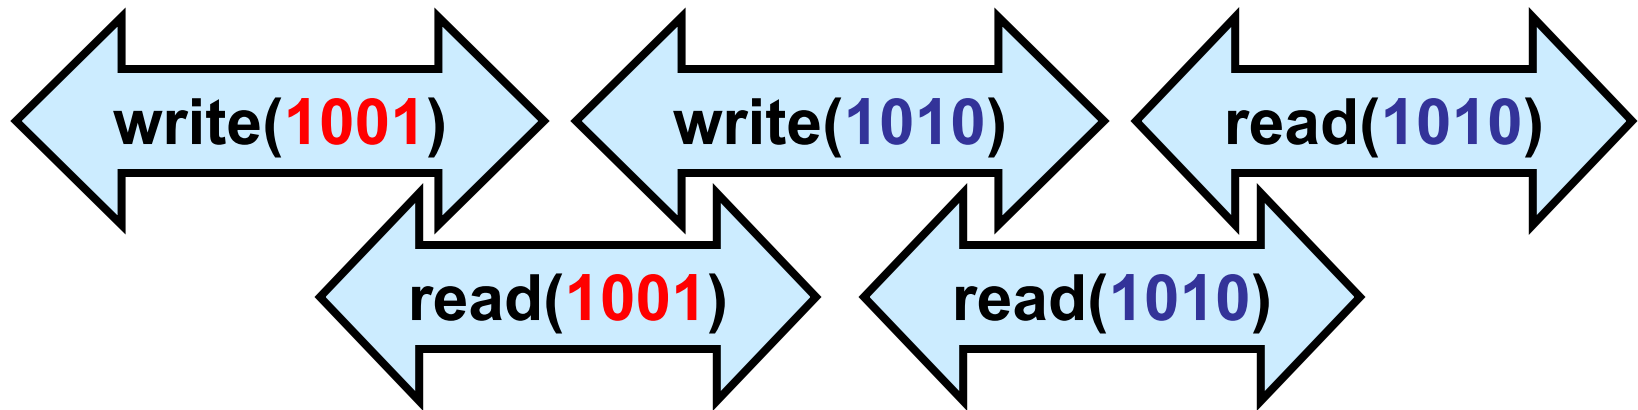 write(1001) write(1010) read(1010)
read(1001) read(1010)